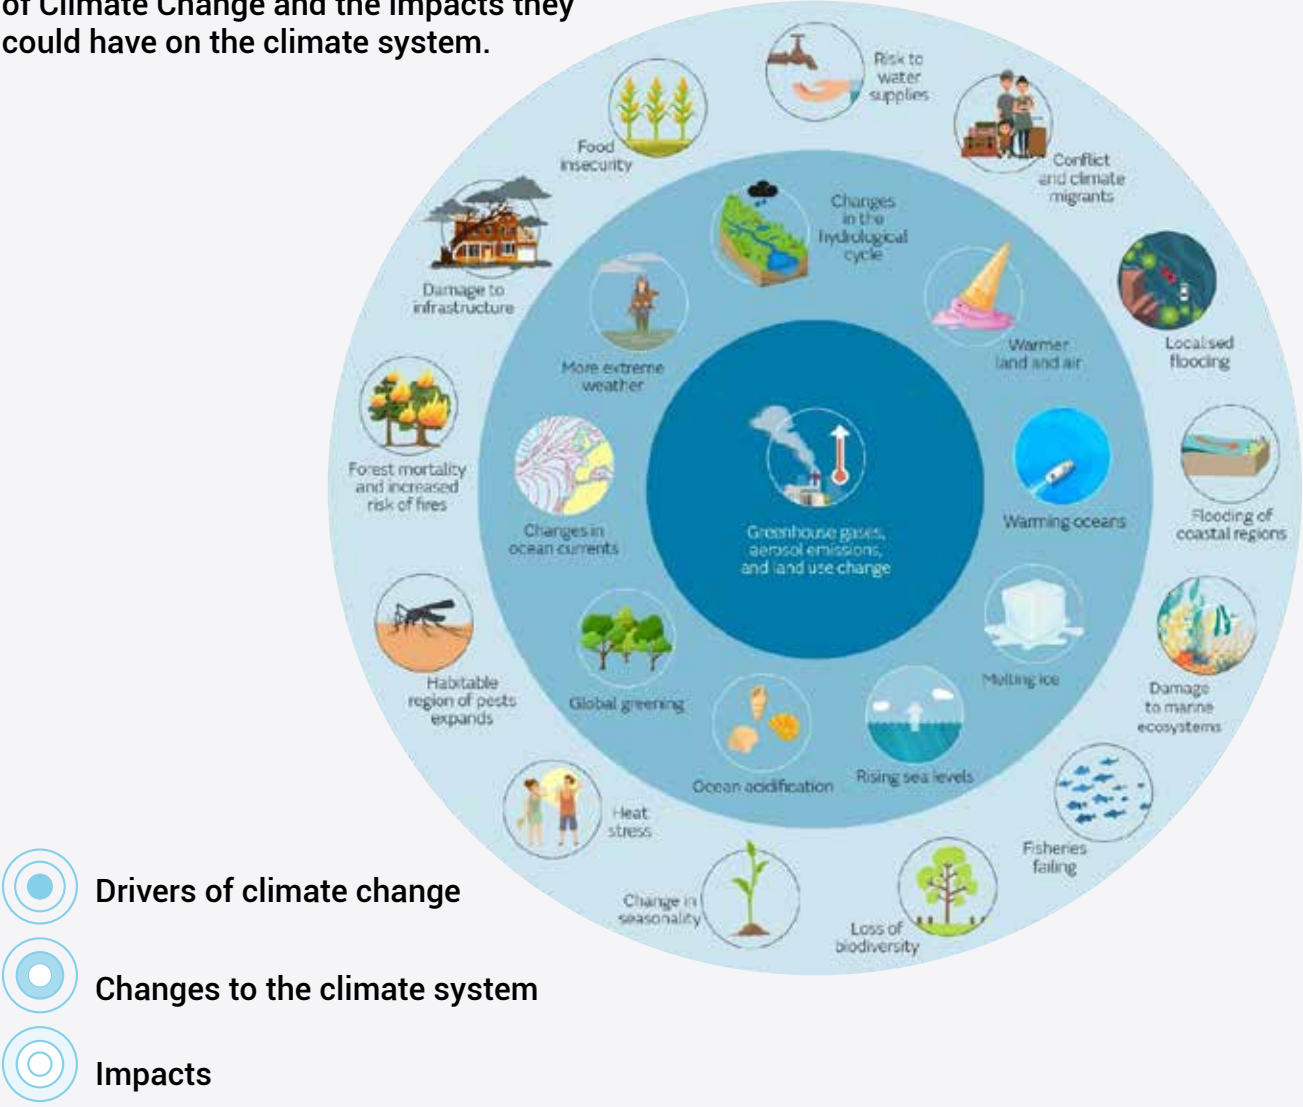 of Climate Change and the impacts they
could have on the climate system.
Risk to
water
supplies
Food
insecurity
Conflict
and climate
migrants
Changes
in the
hydrological
cycle
Damage to
infrastructure
Warmer
land and air
Localised
flooding
More extreme
weather
Forest mortality
and increased
risk of fires
Changes in
ocean currents
Greenhouse gases,
aerosol emissions,
and land use change
Warming oceans
Flooding of
coastal regions
Habitable
region of pests
expands
Global greening
Melting ice
Damage
to marine
ecosystems
Ocean acidification
Rising sea levels
Heat
stress
Fisheries
failing
Change in
seasonality
Loss of
biodiversity
Drivers of climate change
Changes to the climate system
Impacts